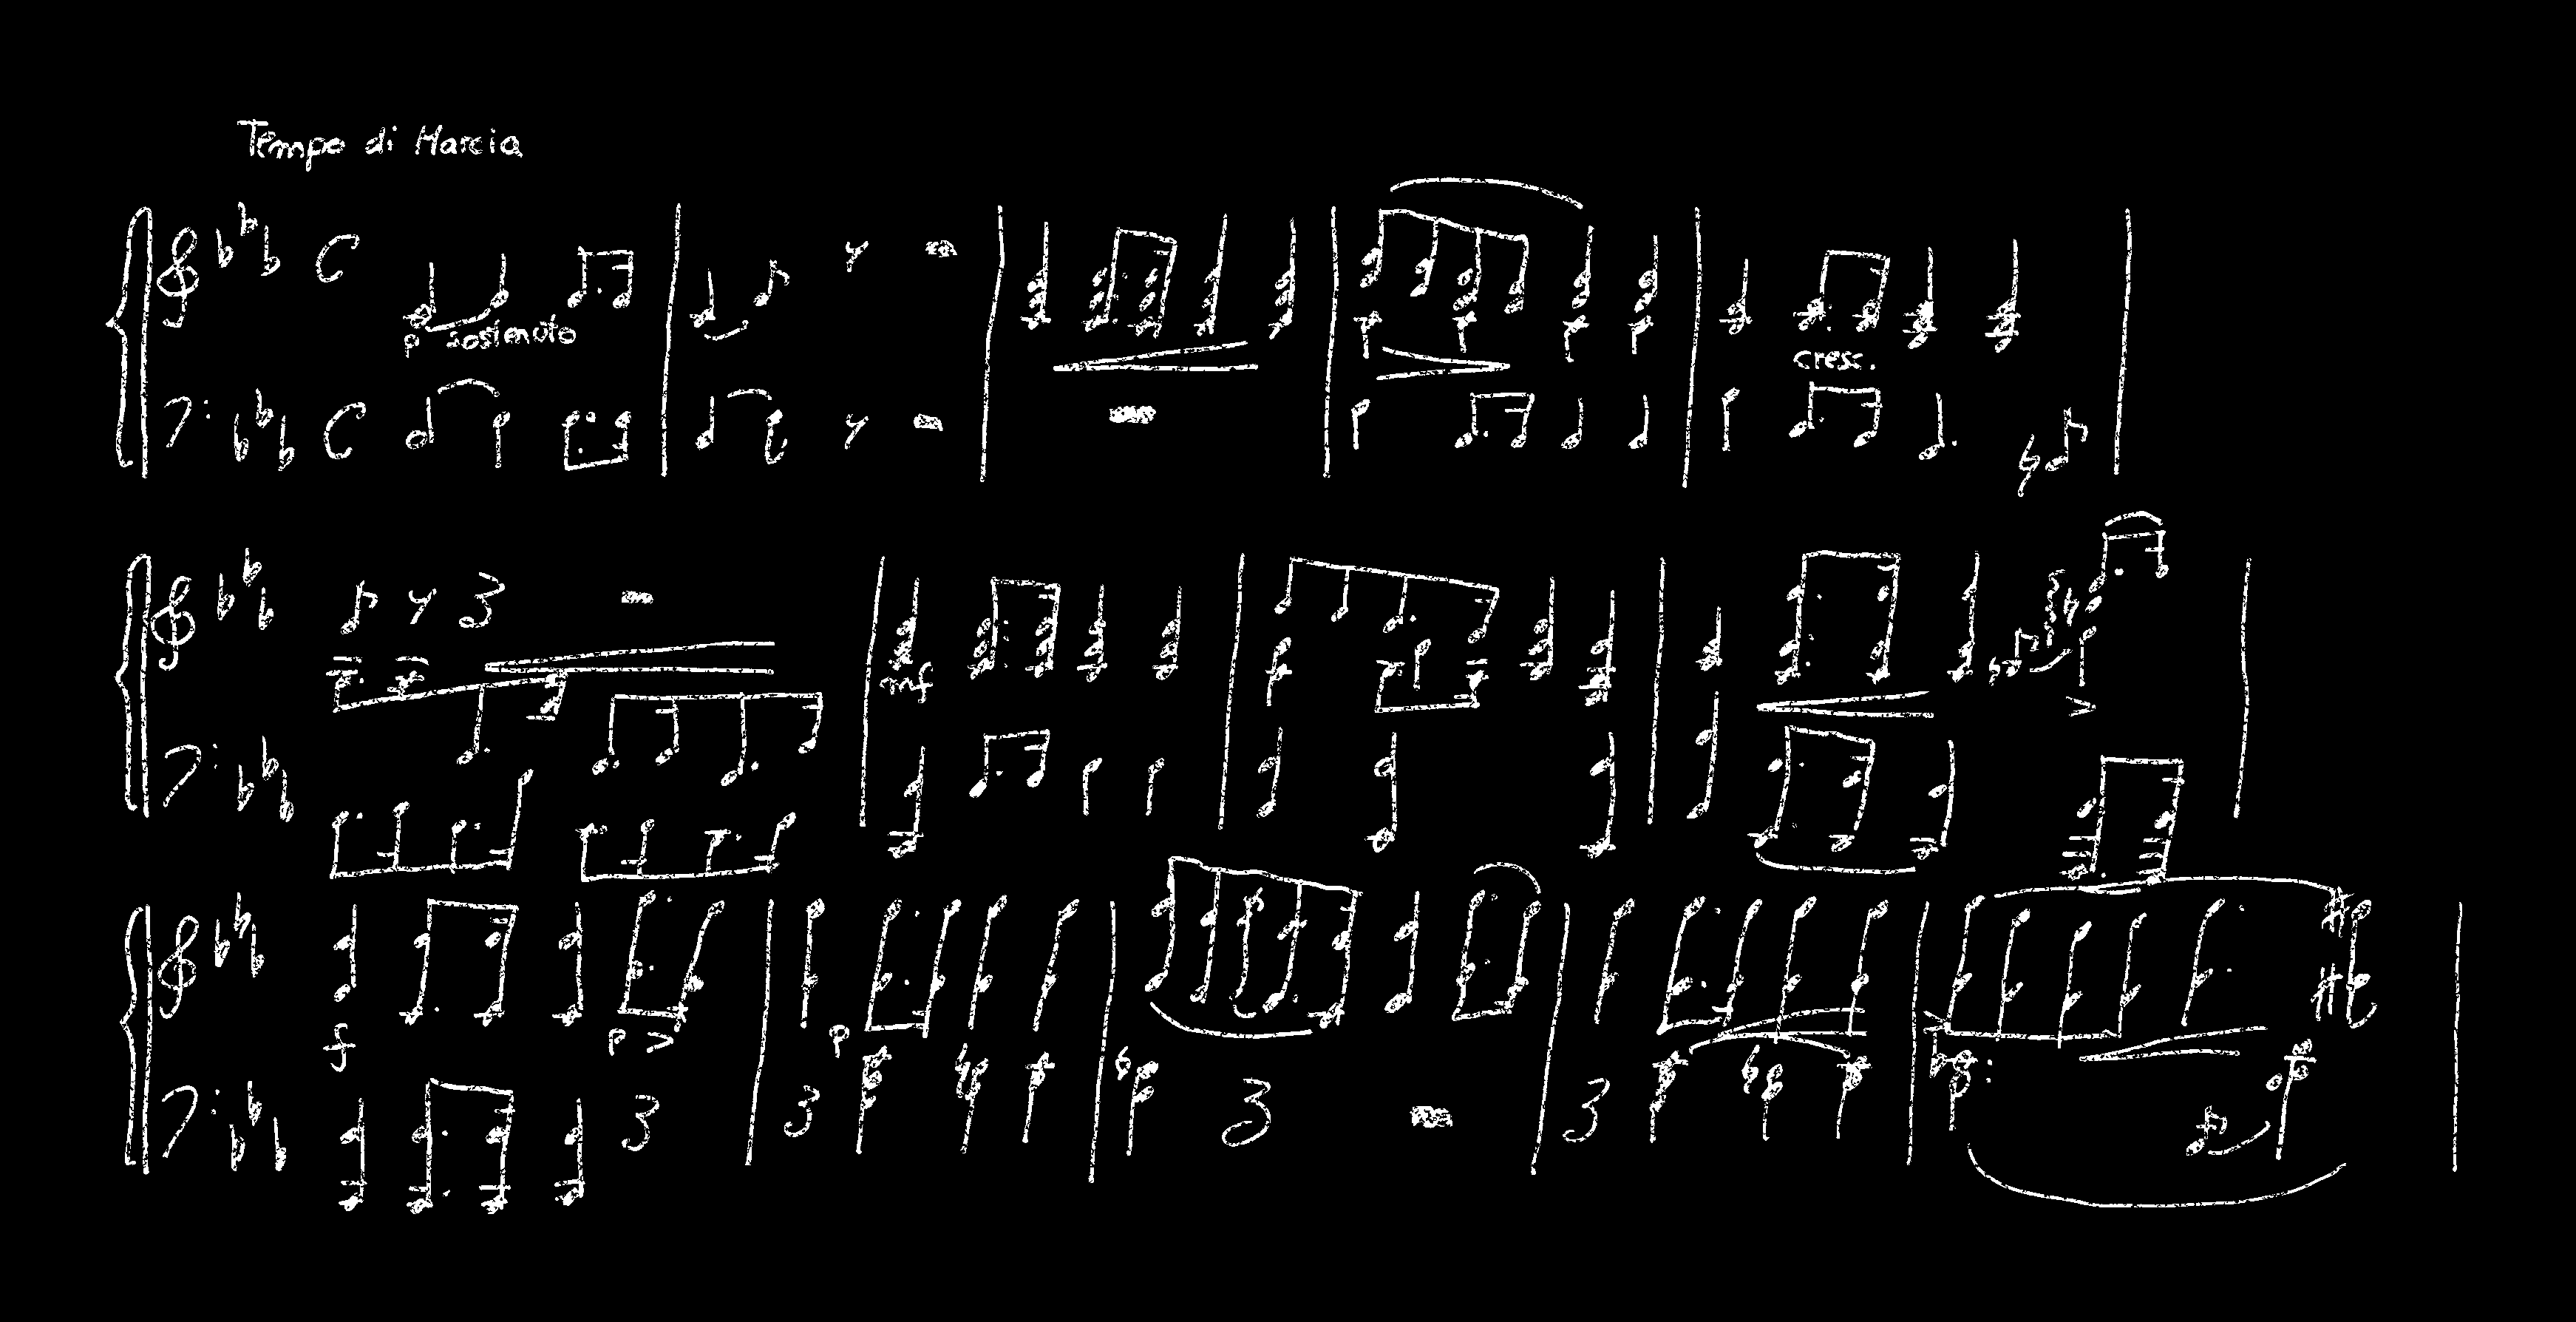 Tempo di Marcia
p sostenuto
cresc.
mf
f
p
p